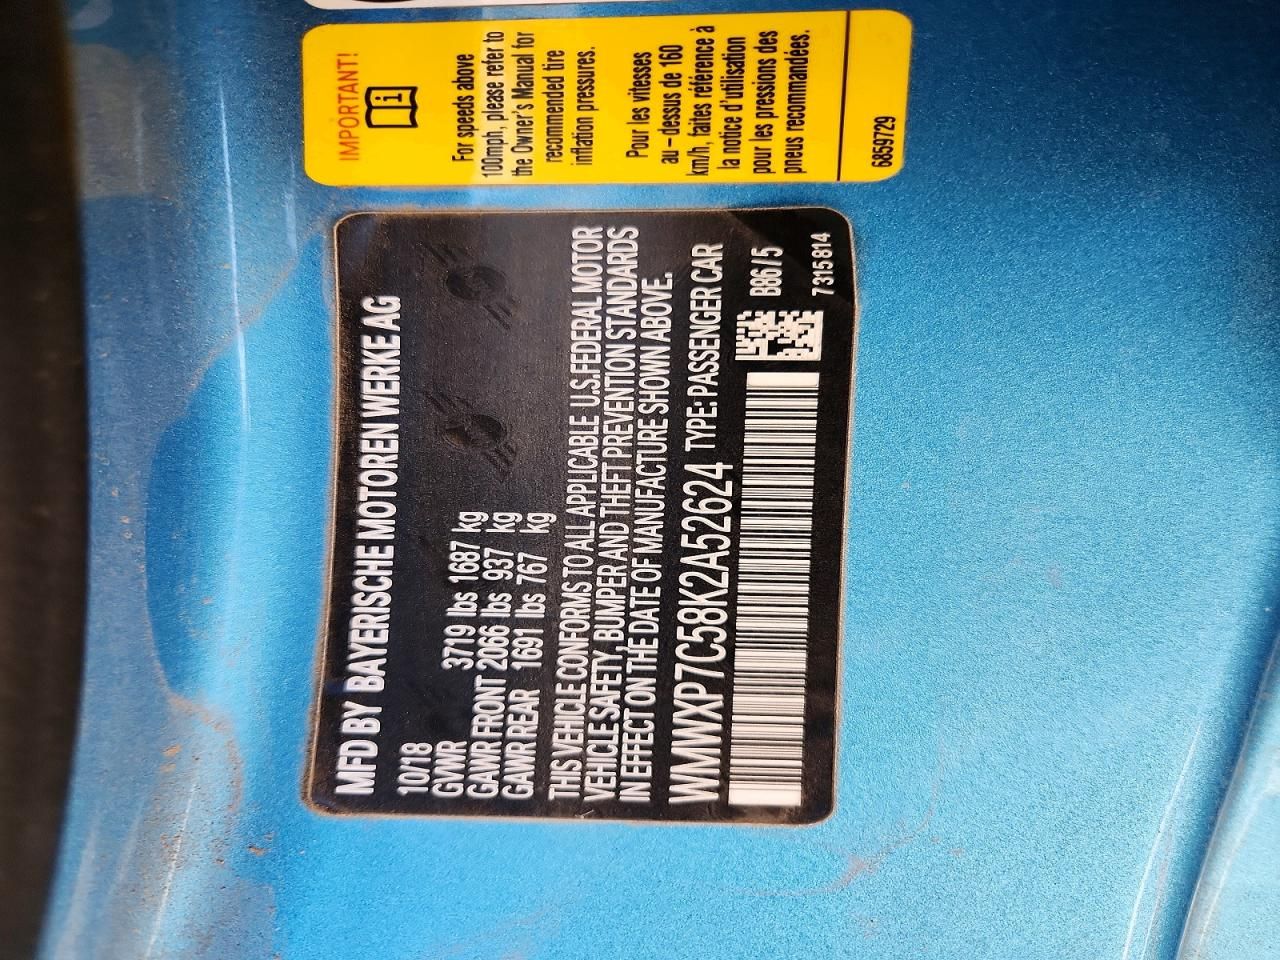 MFD BY BAYERISCHE MOTOREN WERKE AG
10/18
GVWR 3719 lbs 1687 kg
GAWR FRONT 2066 lbs 937 kg
GAWR REAR 1691 lbs 767 kg
THIS VEHICLE CONFORMS TO ALL APPLICABLE U.S.FEDERAL MOTOR
VEHICLE SAFETY, BUMPER AND THEFT PREVENTION STANDARDS
IN EFFECT ON THE DATE OF MANUFACTURE SHOWN ABOVE.
WMWXP7C58K2A52624 TYPE: PASSENGER CAR
B86/5
7315814
IMPORTANT!
For speeds above
100mph, please refer to
the Owner's Manual for
recommended tire
inflation pressures.
Pour les vitesses
au-dessus de 160
km/h, faites référence à
la notice d'utilisation
pour les pressions des
pneus recommandées.
6859729